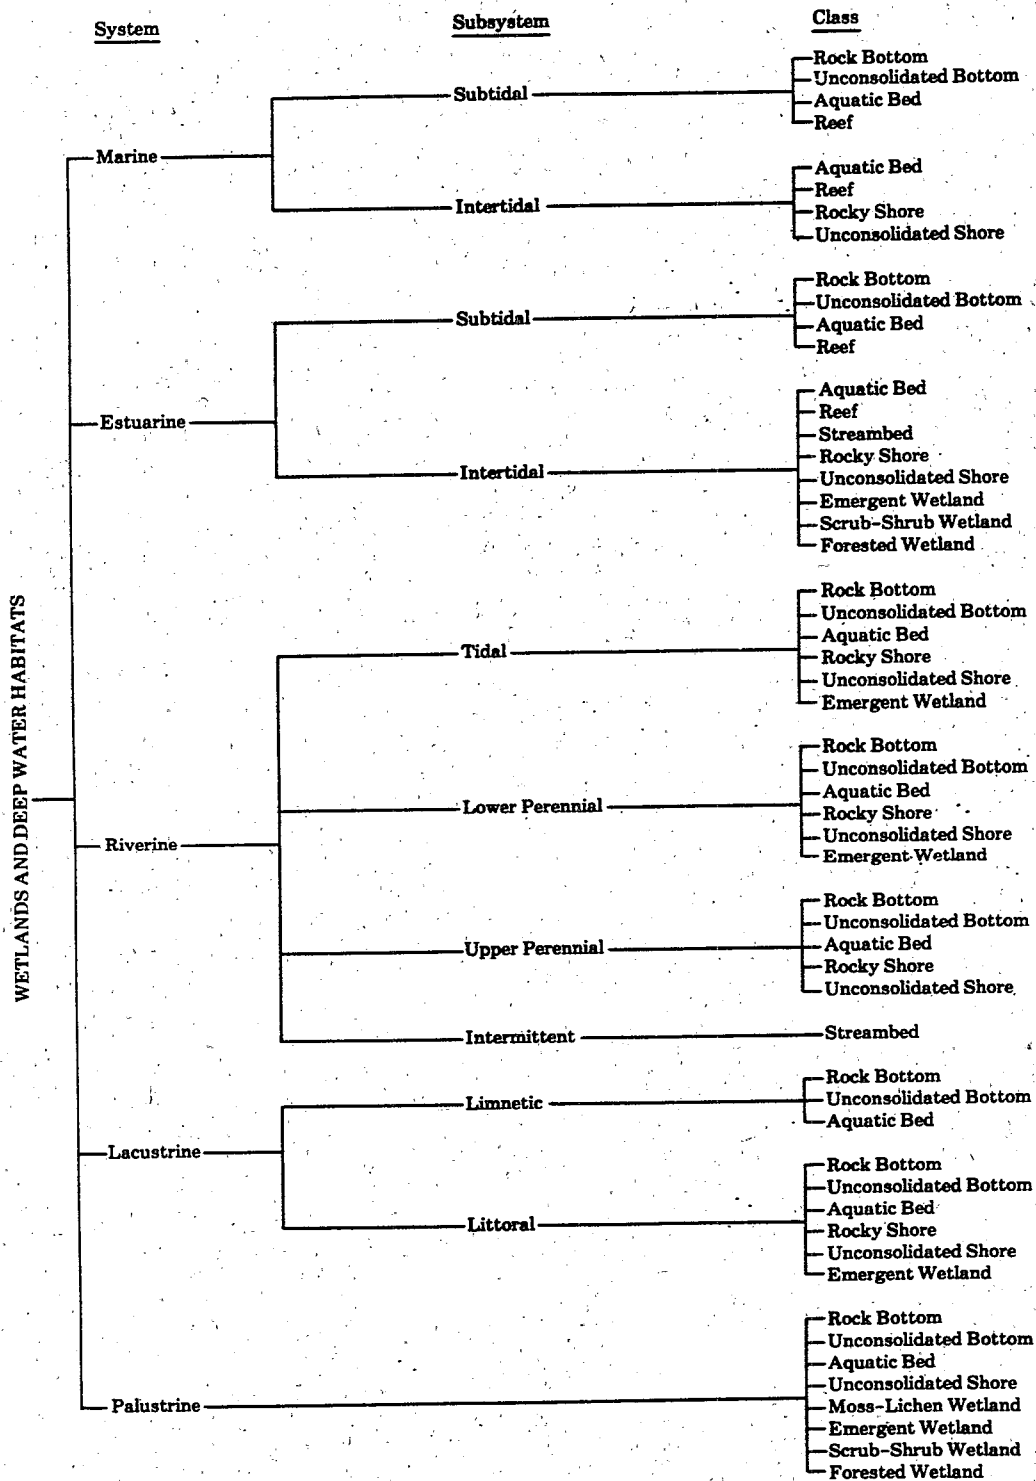 System
Subsystem
Class
WETLANDS AND DEEP WATER HABITATS
Marine
Subtidal
Rock Bottom
Unconsolidated Bottom
Aquatic Bed
Reef
Intertidal
Aquatic Bed
Reef
Rocky Shore
Unconsolidated Shore
Estuarine
Subtidal
Rock Bottom
Unconsolidated Bottom
Aquatic Bed
Reef
Intertidal
Aquatic Bed
Reef
Streambed
Rocky Shore
Unconsolidated Shore
Emergent Wetland
Scrub-Shrub Wetland
Forested Wetland
Riverine
Tidal
Rock Bottom
Unconsolidated Bottom
Aquatic Bed
Rocky Shore
Unconsolidated Shore
Emergent Wetland
Lower Perennial
Rock Bottom
Unconsolidated Bottom
Aquatic Bed
Rocky Shore
Unconsolidated Shore
Emergent Wetland
Upper Perennial
Rock Bottom
Unconsolidated Bottom
Aquatic Bed
Rocky Shore
Unconsolidated Shore
Intermittent
Streambed
Lacustrine
Limnetic
Rock Bottom
Unconsolidated Bottom
Aquatic Bed
Littoral
Rock Bottom
Unconsolidated Bottom
Aquatic Bed
Rocky Shore
Unconsolidated Shore
Emergent Wetland
Palustrine
Rock Bottom
Unconsolidated Bottom
Aquatic Bed
Unconsolidated Shore
Moss-Lichen Wetland
Emergent Wetland
Scrub-Shrub Wetland
Forested Wetland